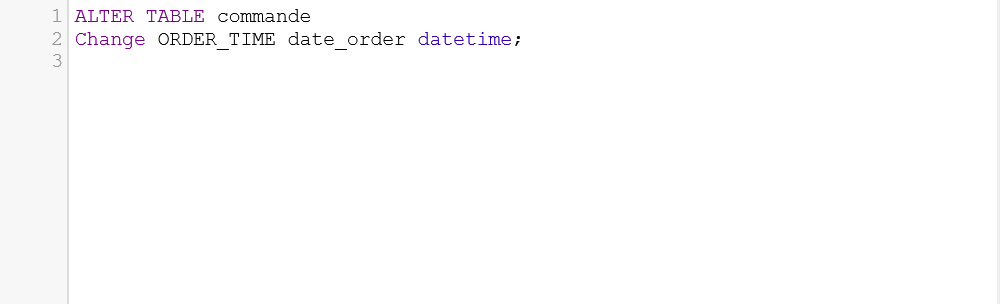 1 ALTER TABLE commande
2 Change ORDER_TIME date_order datetime;
3